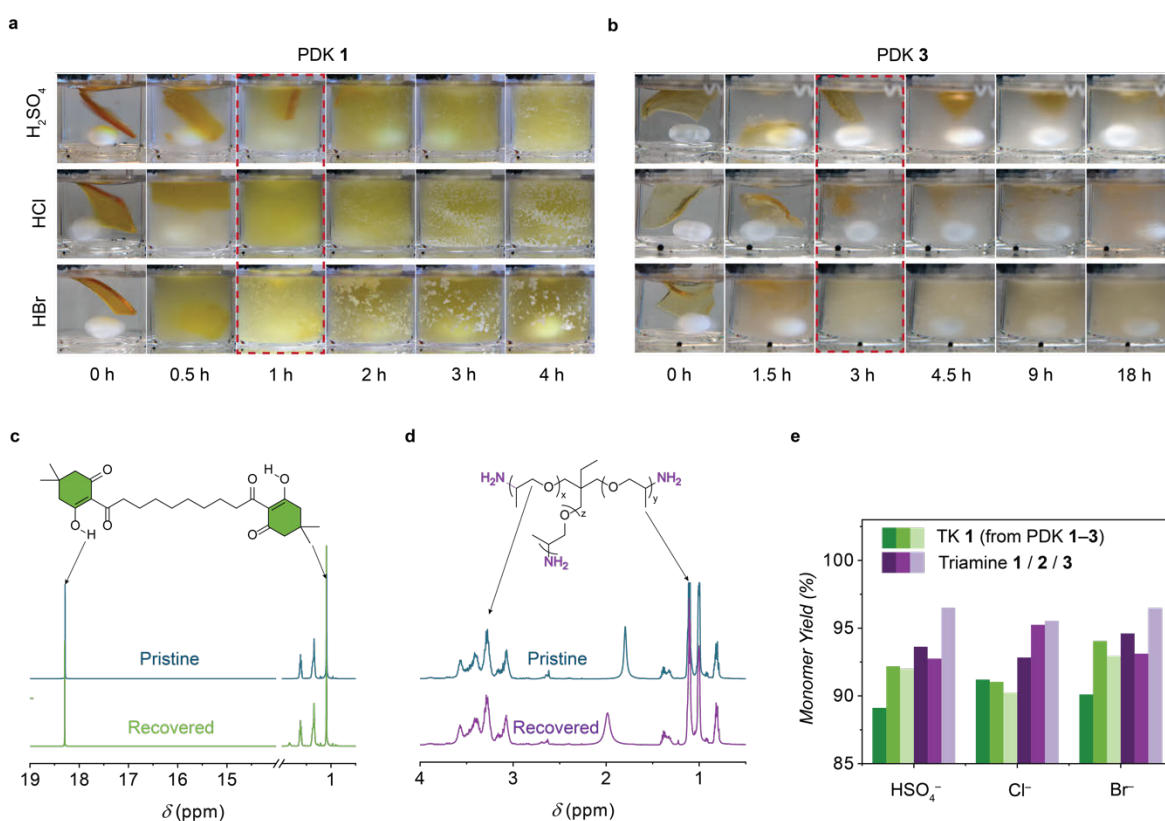 a
PDK 1
H₂SO₄
HCl
HBr
0 h 0.5 h 1 h 2 h 3 h 4 h
b
PDK 3
0 h 1.5 h 3 h 4.5 h 9 h 18 h
c
O
O
O
H
H
O
O
O
Pristine
Recovered
19 18 17 16 15 1
δ (ppm)
d
H₂N
O
x
O
y
NH₂
O
z
NH₂
Pristine
Recovered
4 3 2 1
δ (ppm)
e
TK 1 (from PDK 1–3)
Triamine 1 / 2 / 3
Monomer Yield (%)
100
95
90
85
HSO₄⁻ Cl⁻ Br⁻